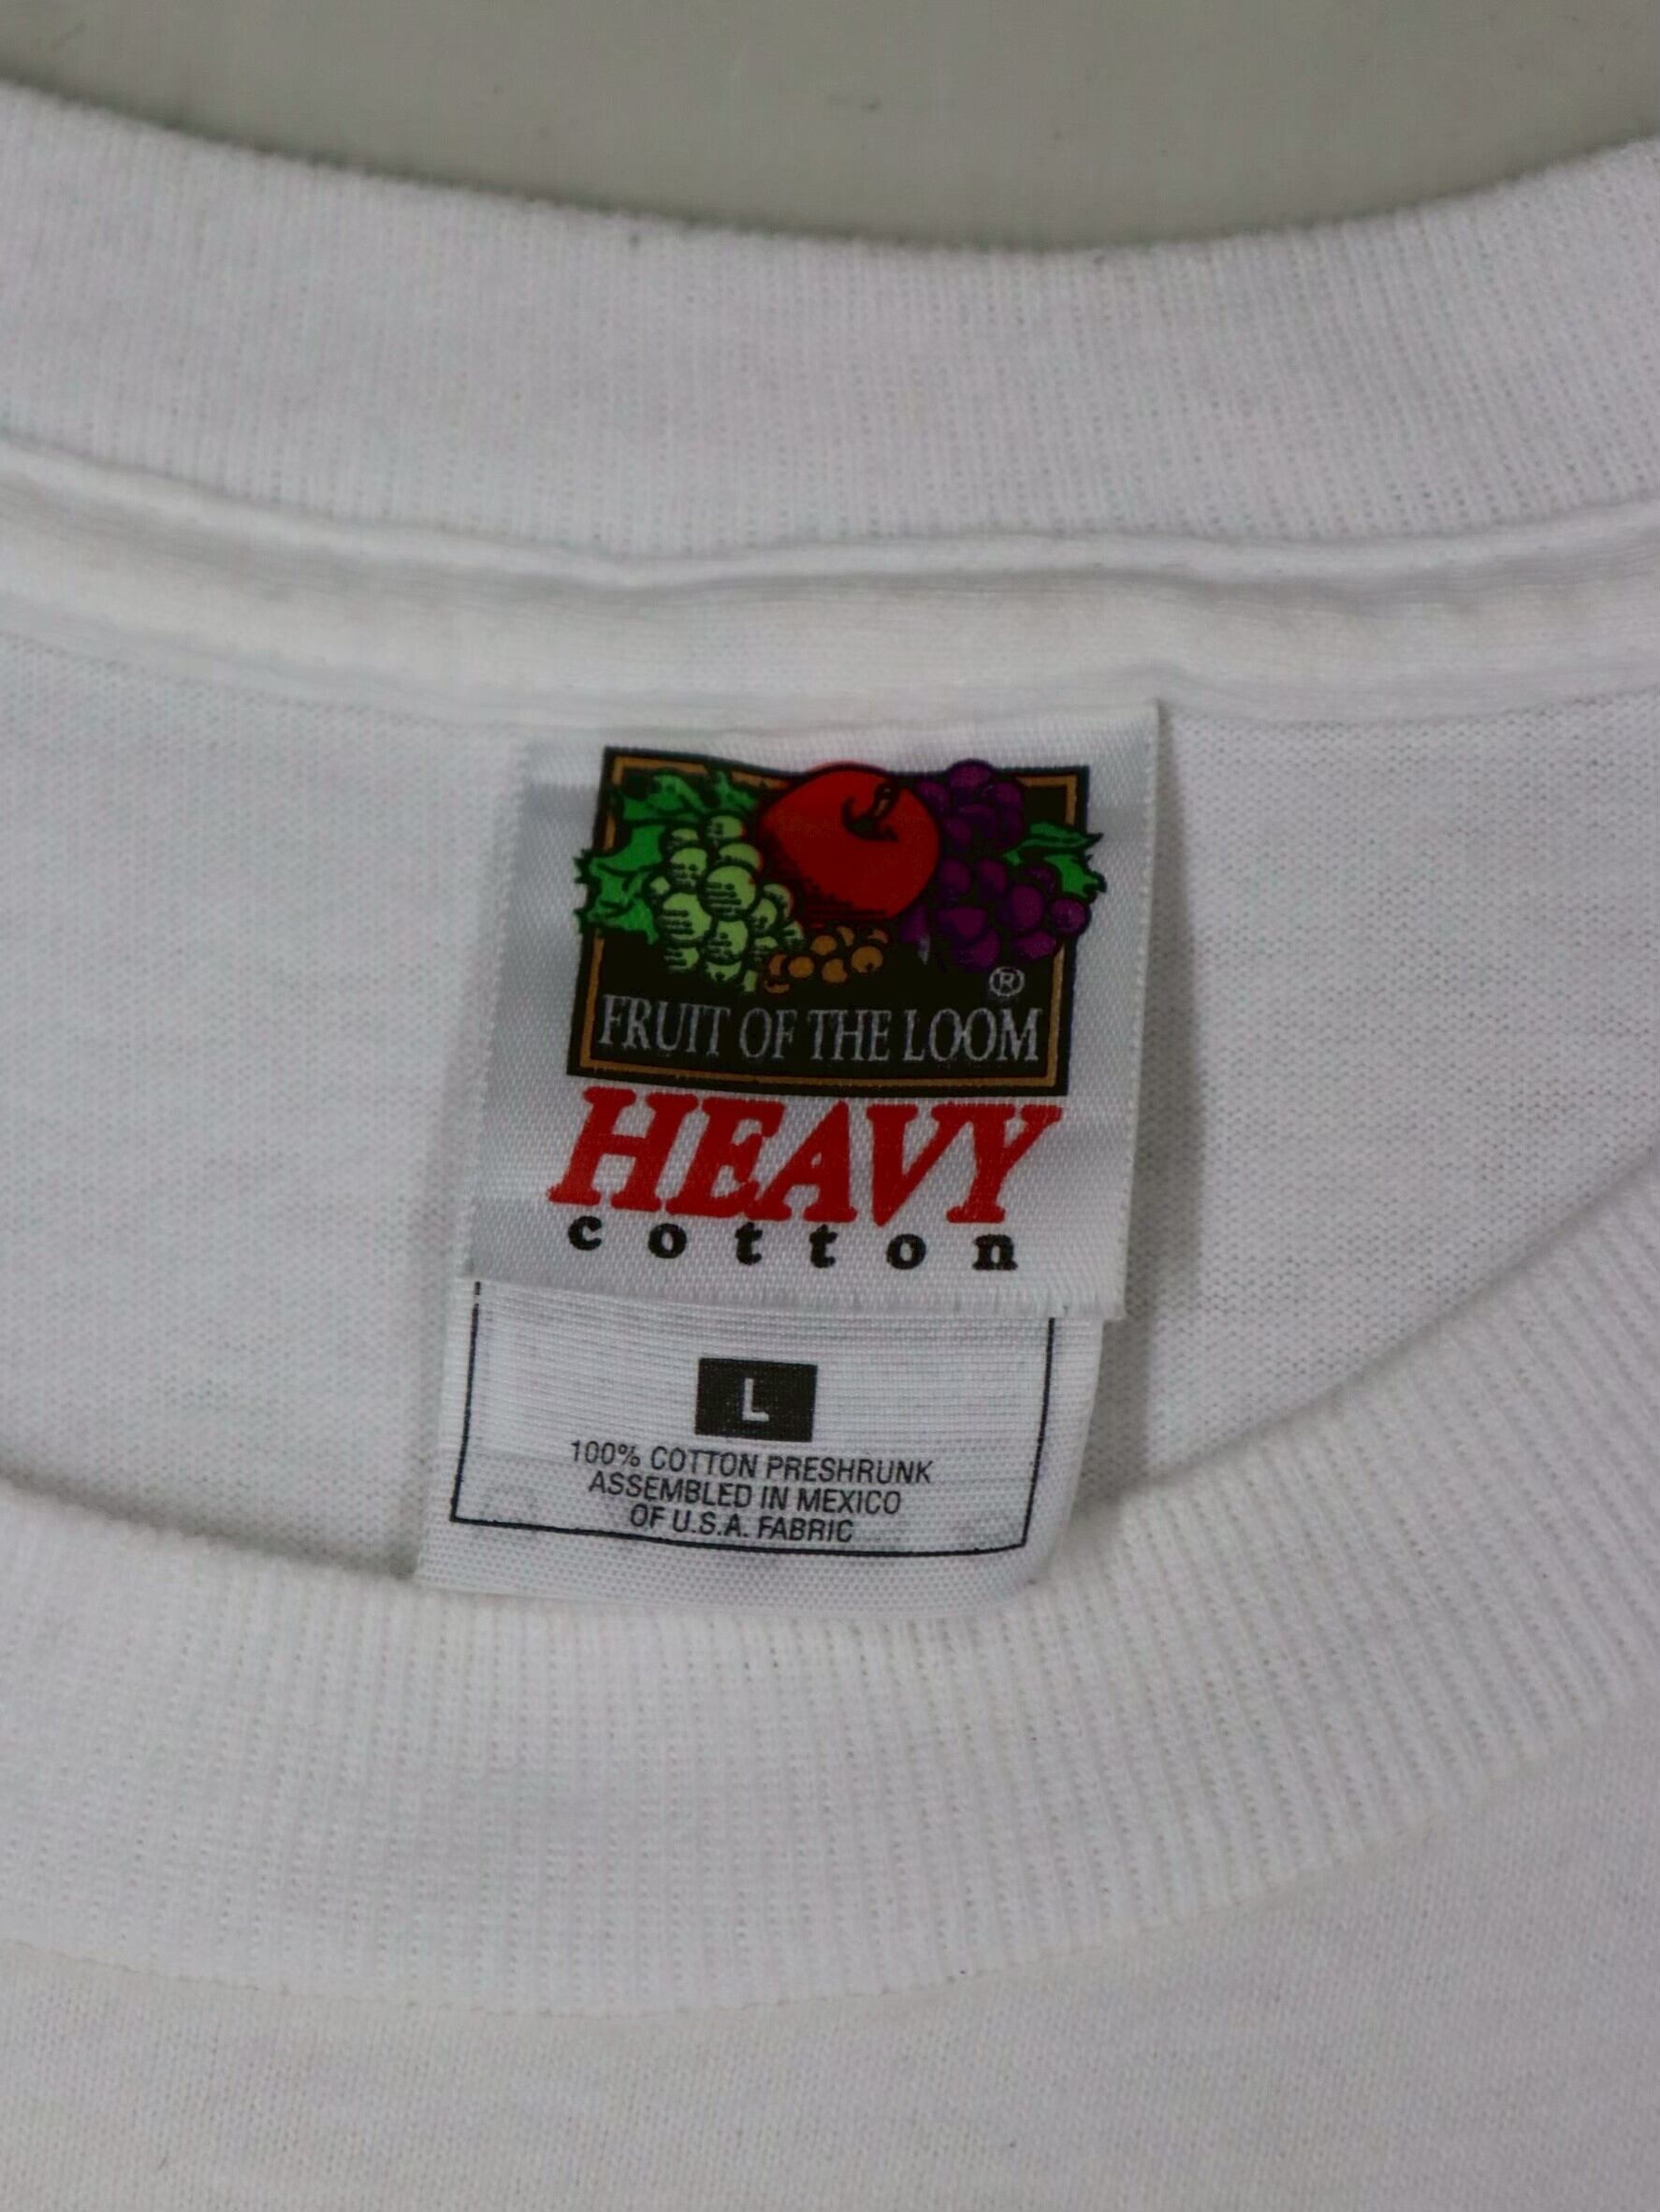 ®
FRUIT OF THE LOOM
HEAVY
cotton
L
100% COTTON PRESHRUNK
ASSEMBLED IN MEXICO
OF U.S.A. FABRIC